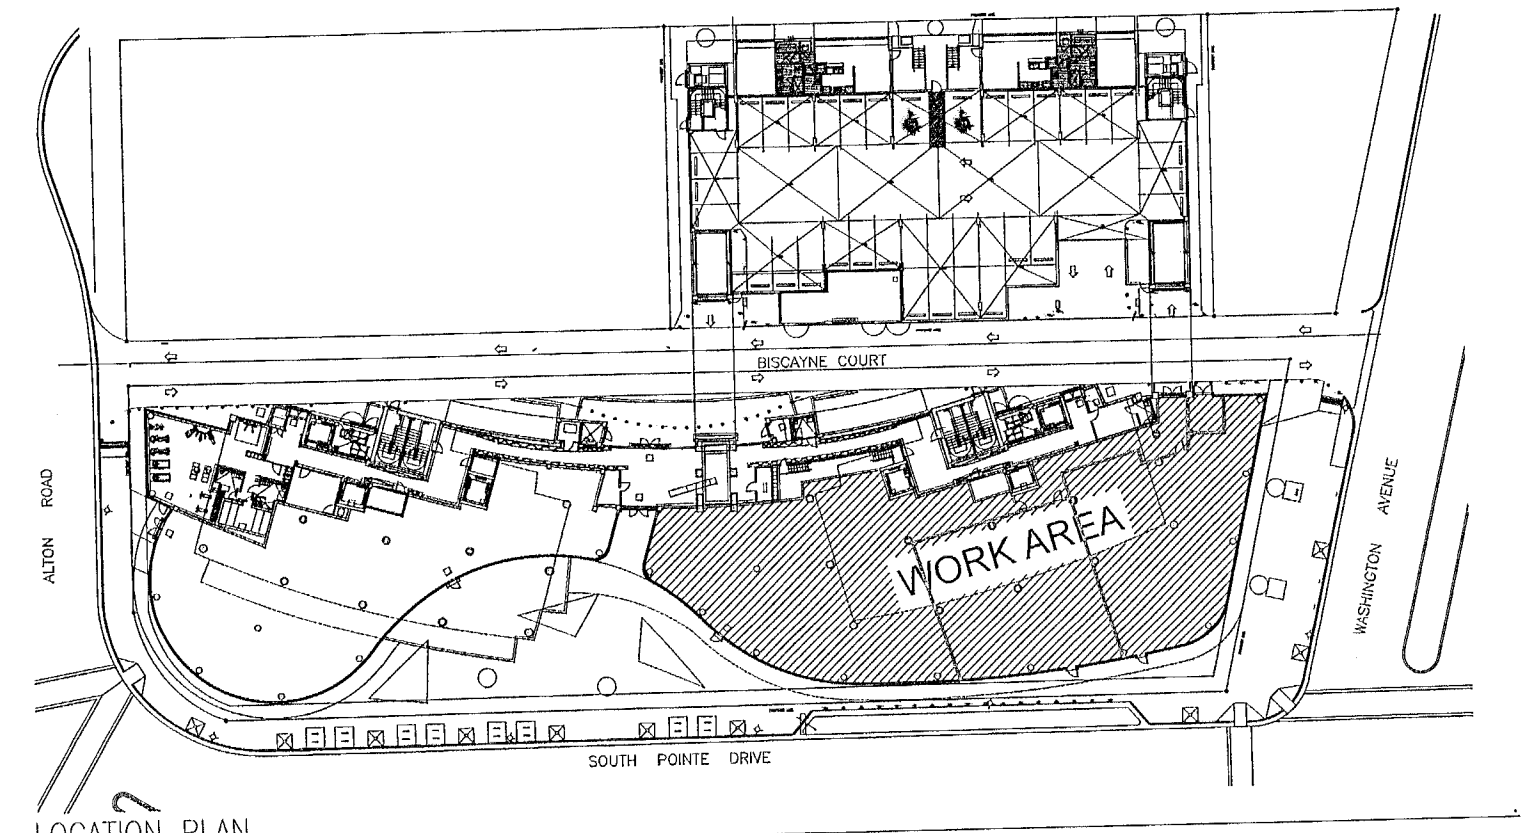 BISCAYNE COURT
ALTON ROAD
WORK AREA
WASHINGTON AVENUE
SOUTH POINTE DRIVE
LOCATION PLAN